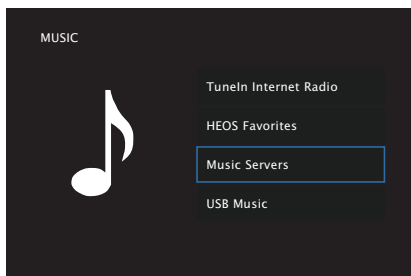 MUSIC
TuneIn Internet Radio
HEOS Favorites
Music Servers
USB Music